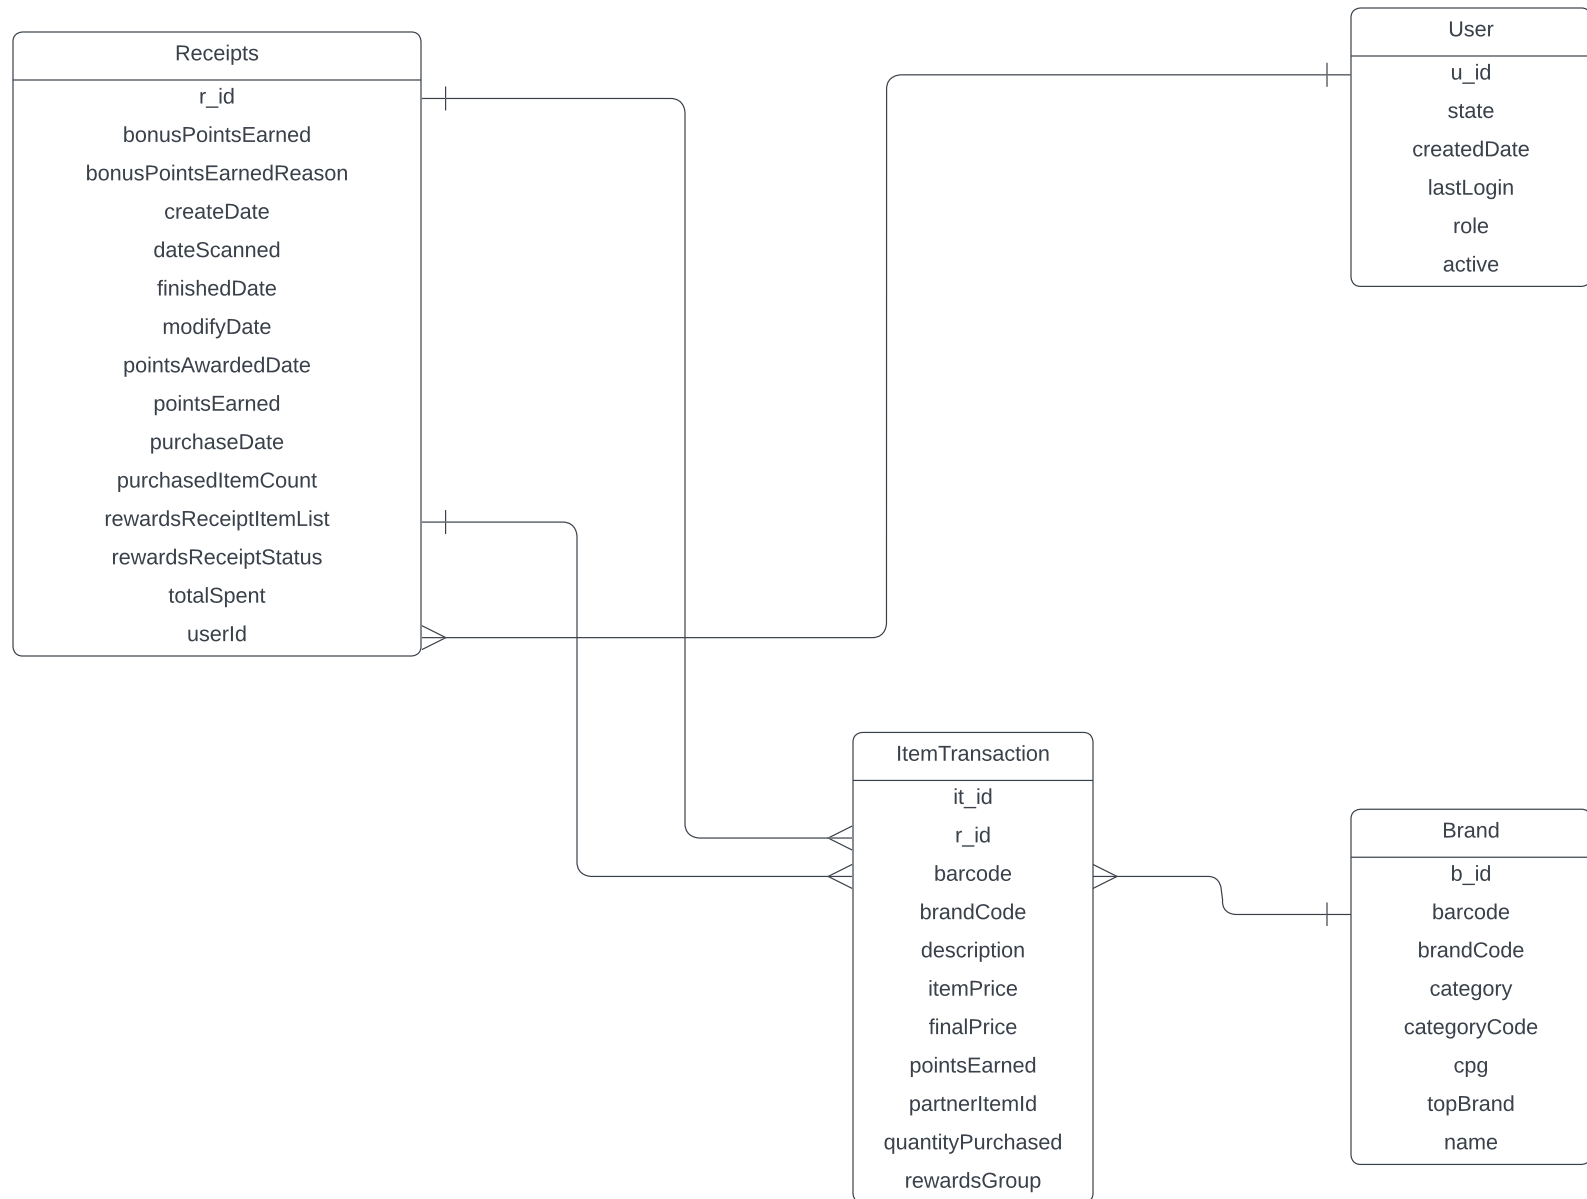 Receipts
r_id
bonusPointsEarned
bonusPointsEarnedReason
createDate
dateScanned
finishedDate
modifyDate
pointsAwardedDate
pointsEarned
purchaseDate
purchasedItemCount
rewardsReceiptItemList
rewardsReceiptStatus
totalSpent
userId
User
u_id
state
createdDate
lastLogin
role
active
ItemTransaction
it_id
r_id
barcode
brandCode
description
itemPrice
finalPrice
pointsEarned
partnerItemId
quantityPurchased
rewardsGroup
Brand
b_id
barcode
brandCode
category
categoryCode
cpg
topBrand
name